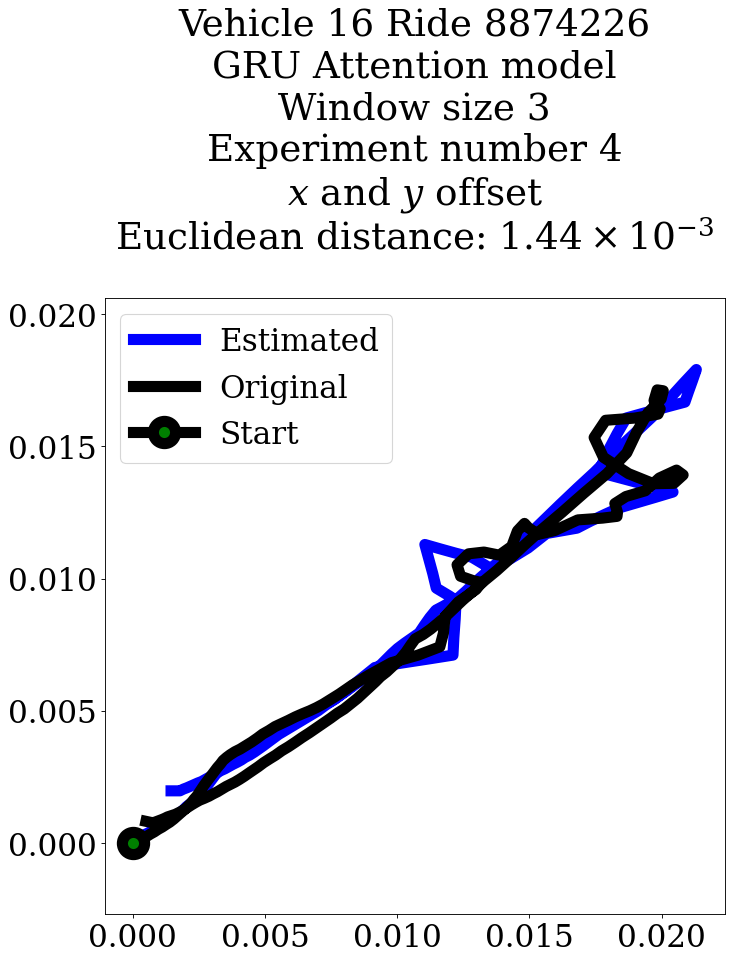 Vehicle 16 Ride 8874226
GRU Attention model
Window size 3
Experiment number 4
x and y offset
Euclidean distance: 1.44 × 10⁻³
0.020
0.015
0.010
0.005
0.000
Estimated
Original
Start
0.000 0.005 0.010 0.015 0.020